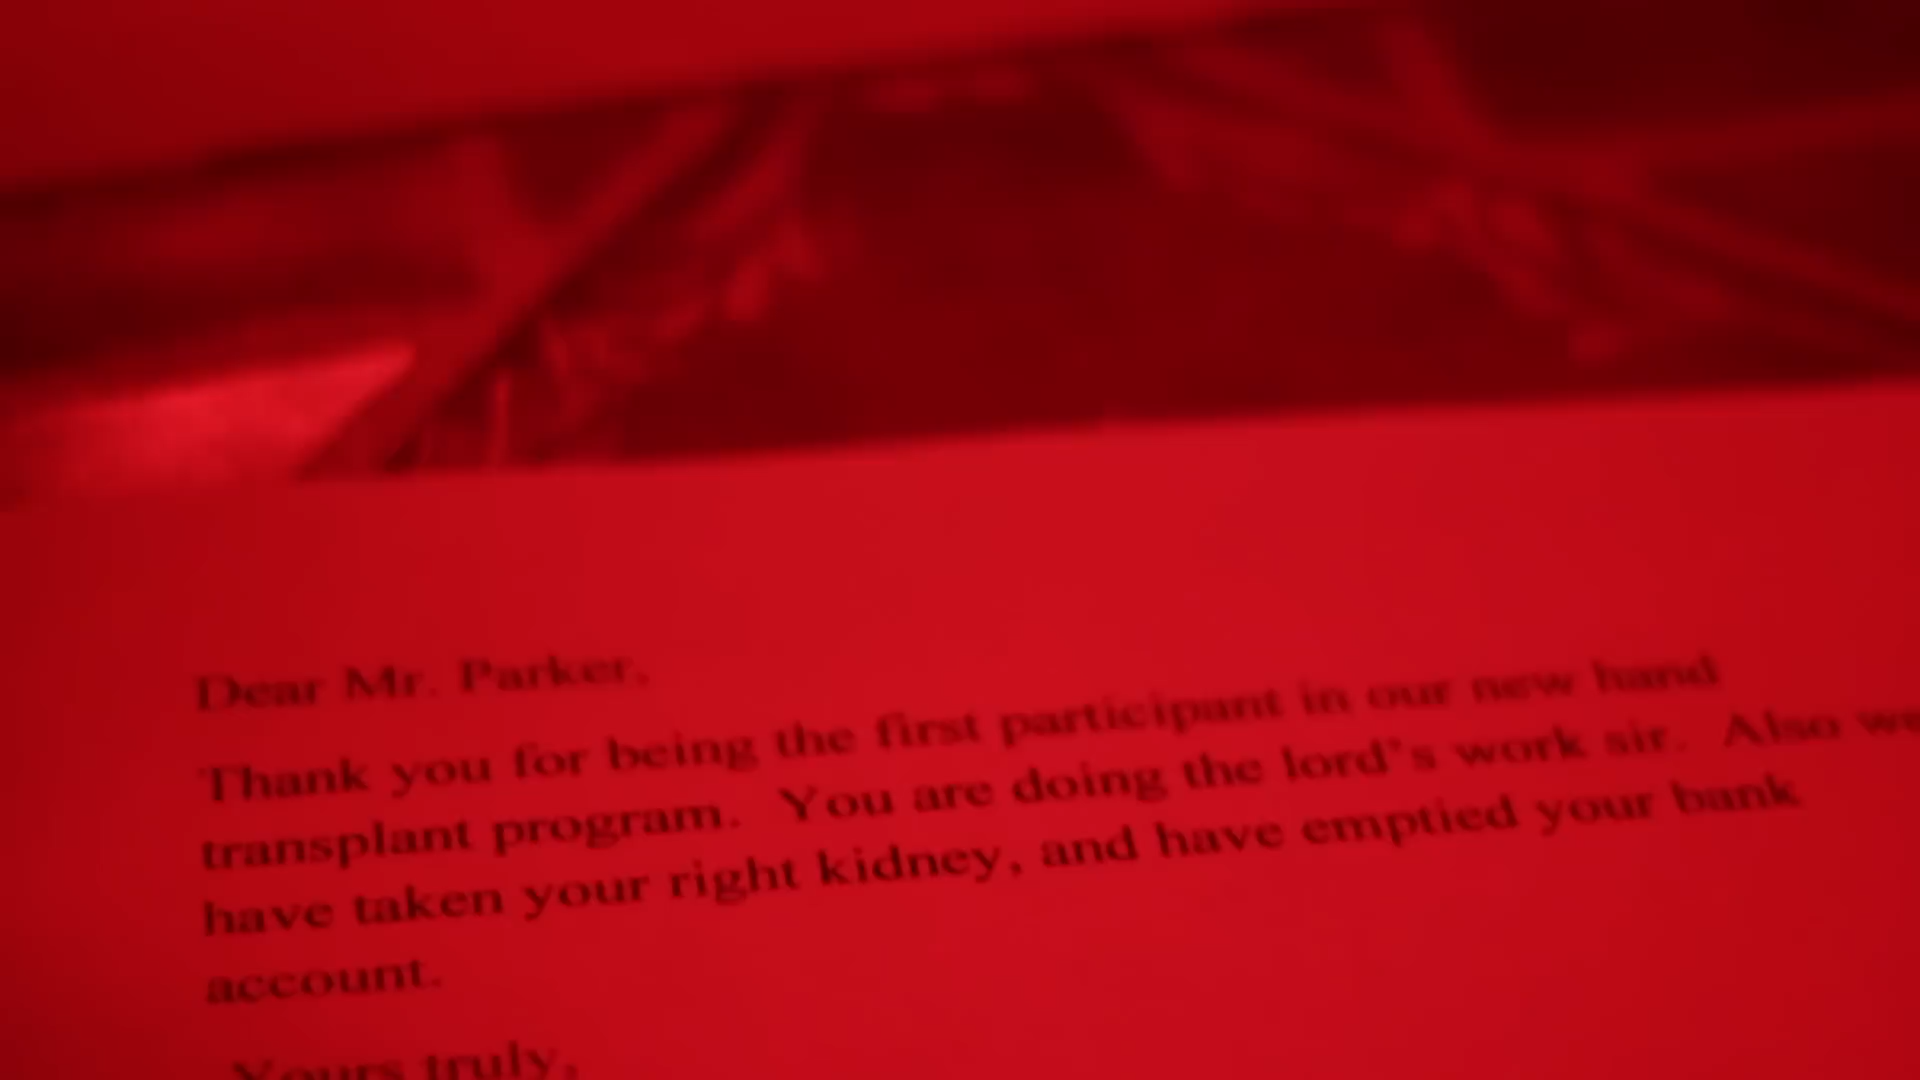 Dear Mr. Parker,
Thank you for being the first participant in our new hand
transplant program.  You are doing the lord's work sir.  Also we
have taken your right kidney, and have emptied your bank
account.
Yours truly,